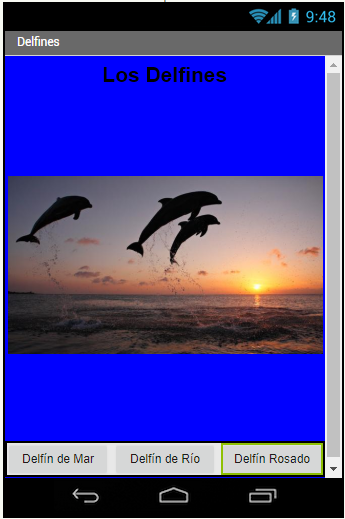 9:48
Delfines
Los Delfines
Delfín de Mar
Delfín de Río
Delfín Rosado